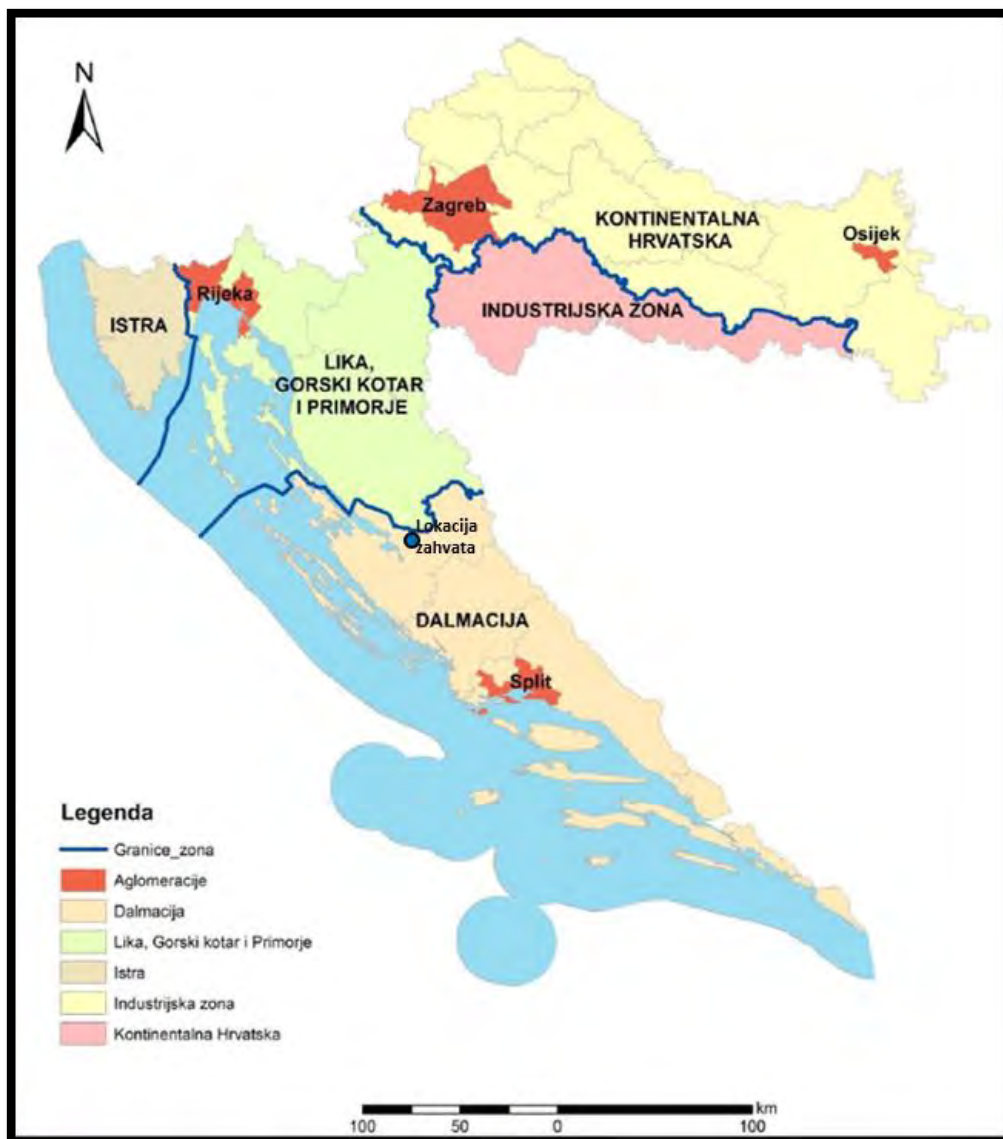 N
Zagreb
KONTINENTALNA
HRVATSKA
Osijek
Rijeka
ISTRA
INDUSTRIJSKA ZONA
LIKA,
GORSKI KOTAR
I PRIMORJE
Lokacija
zahvata
DALMACIJA
Split
Legenda
Granice_zona
Aglomeracije
Dalmacija
Lika, Gorski kotar i Primorje
Istra
Industrijska zona
Kontinentalna Hrvatska
km
100 50 0 100